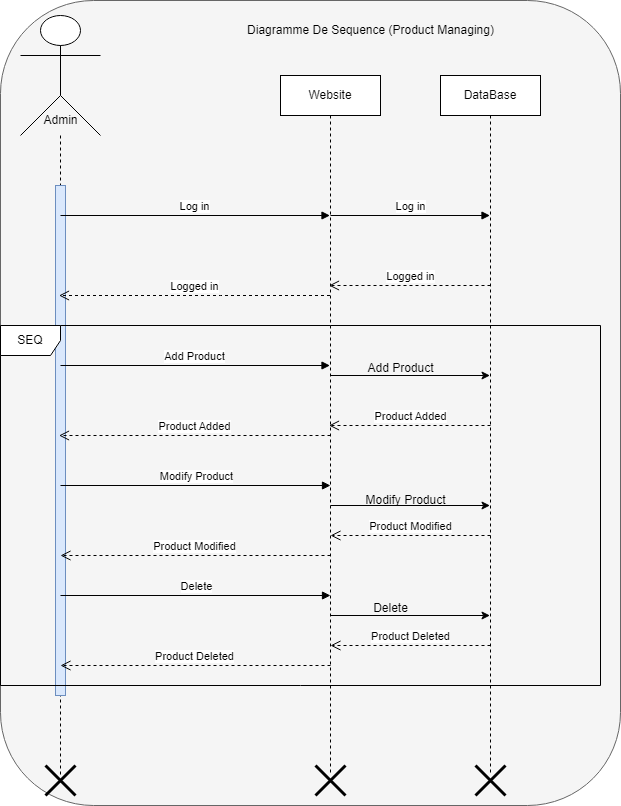 Diagramme De Sequence (Product Managing)
Website
DataBase
Admin
Log in
Log in
Logged in
Logged in
SEQ
Add Product
Add Product
Product Added
Product Added
Modify Product
Modify Product
Product Modified
Product Modified
Delete
Delete
Product Deleted
Product Deleted